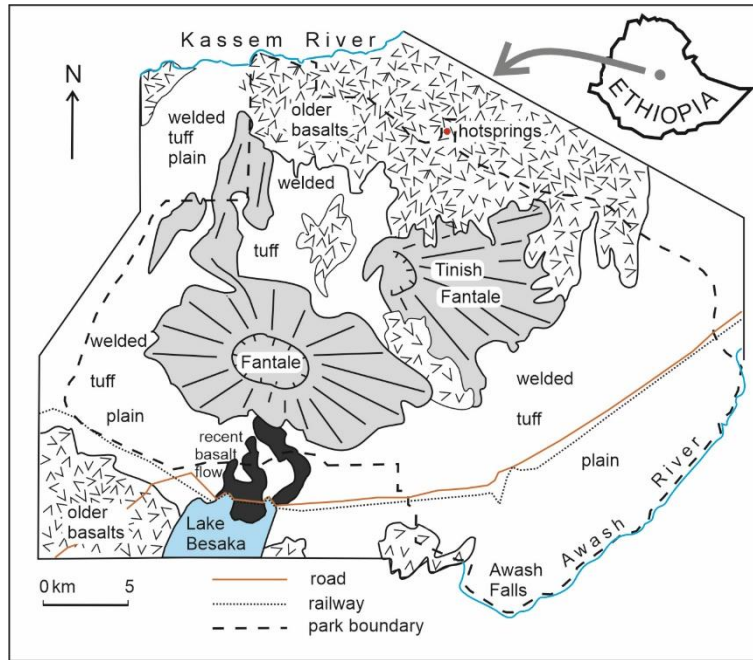 Kassem River
N
ETHIOPIA
welded
tuff
plain
older
basalts
hotsprings
welded
tuff
Tinish
Fantale
Fantale
welded
tuff
plain
welded
tuff
plain
recent
basalt
flow
older
basalts
Lake
Besaka
Awash River
Awash
Falls
0 km 5
road
railway
park boundary